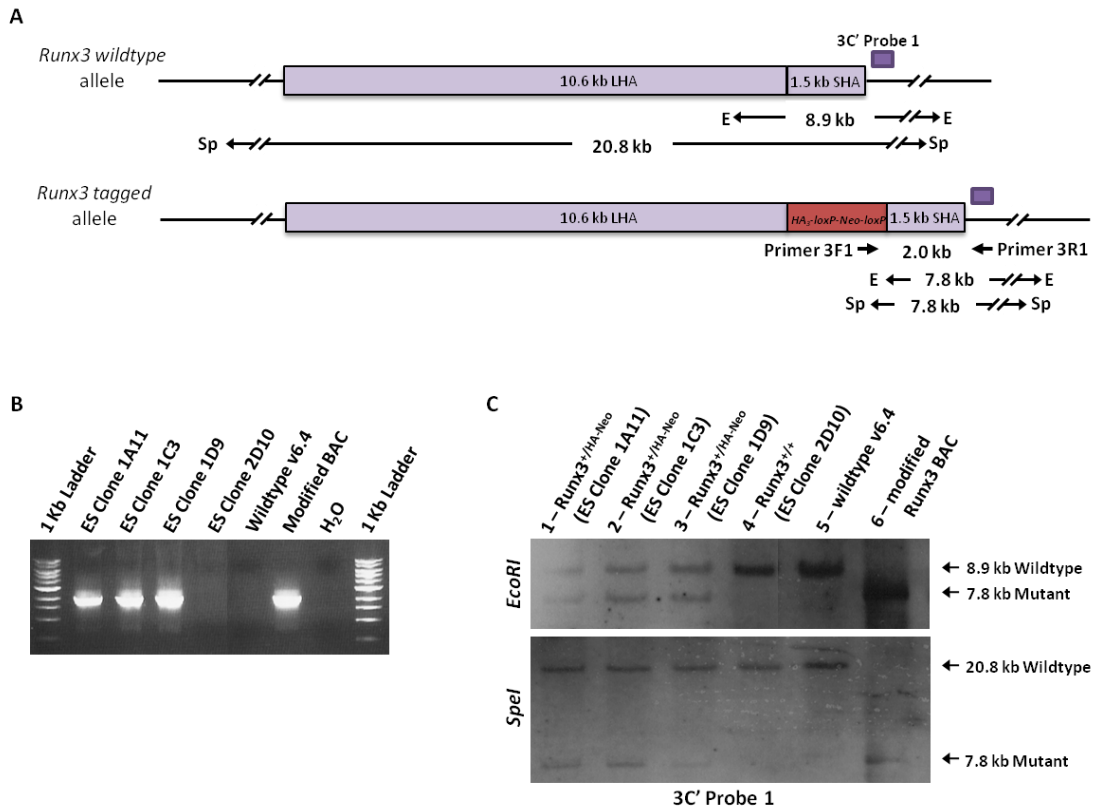 A
Runx3 wildtype
allele
3C' Probe 1
10.6 kb LHA
1.5 kb SHA
E
8.9 kb
E
Sp
20.8 kb
Sp
Runx3 tagged
allele
10.6 kb LHA
HA3-loxP-Neo-loxP
1.5 kb SHA
Primer 3F1
2.0 kb
Primer 3R1
E
7.8 kb
E
Sp
7.8 kb
Sp
B
1 Kb Ladder
ES Clone 1A11
ES Clone 1C3
ES Clone 1D9
ES Clone 2D10
Wildtype v6.4
Modified BAC
H2O
1 Kb Ladder
C
1 – Runx3+/HA-Neo
(ES Clone 1A11)
2 – Runx3+/HA-Neo
(ES Clone 1C3)
3 – Runx3+/HA-Neo
(ES Clone 1D9)
4 – Runx3+/+
(ES Clone 2D10)
5 – wildtype v6.4
6 – modified
Runx3 BAC
EcoRI
8.9 kb Wildtype
7.8 kb Mutant
SpeI
20.8 kb Wildtype
7.8 kb Mutant
3C' Probe 1